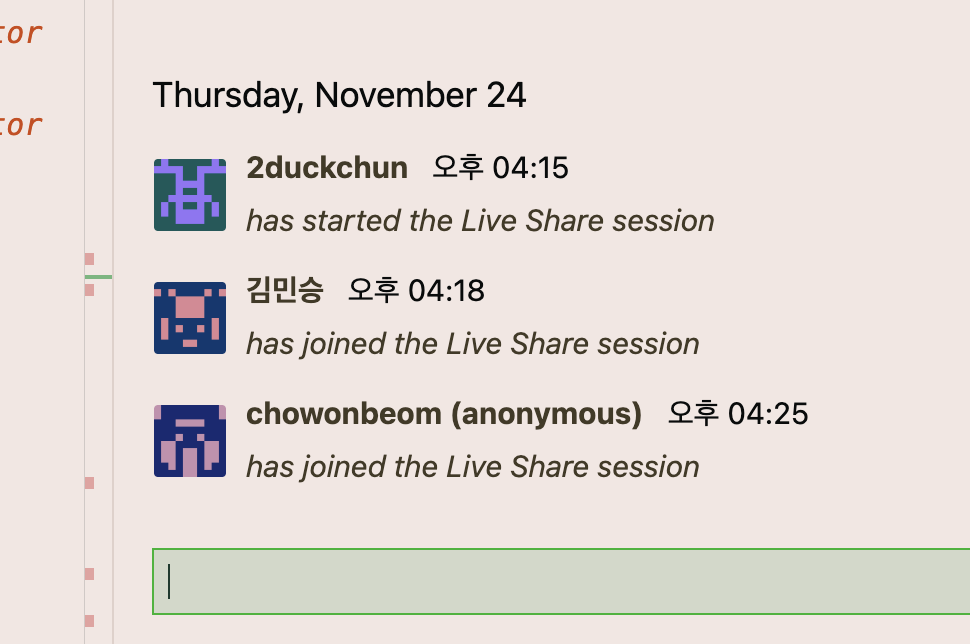 tor
tor
Thursday, November 24
2duckchun 오후 04:15
has started the Live Share session
김민승 오후 04:18
has joined the Live Share session
chowonbeom (anonymous) 오후 04:25
has joined the Live Share session